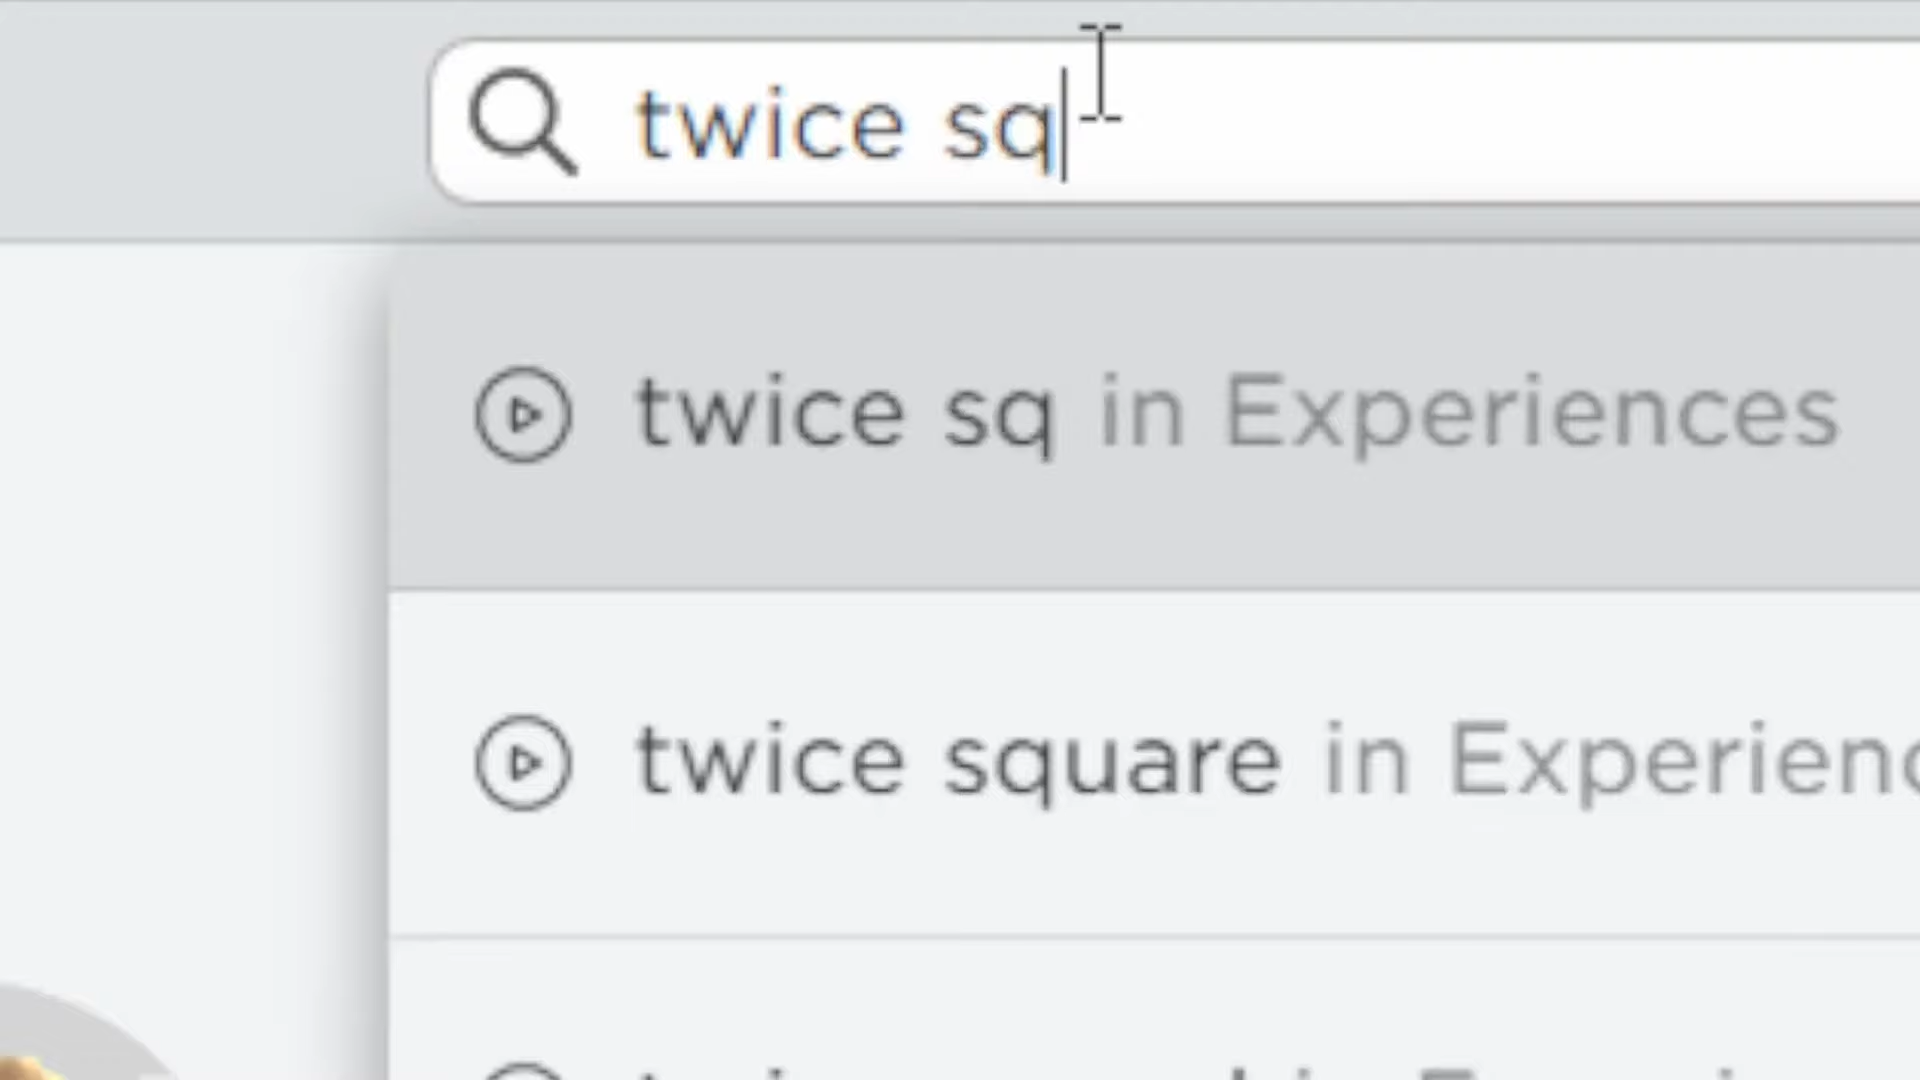 twice sq
twice sq in Experiences
twice square in Experienc